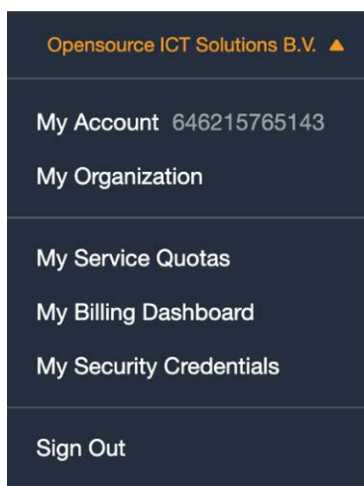 Opensource ICT Solutions B.V. ▲
My Account 646215765143
My Organization
My Service Quotas
My Billing Dashboard
My Security Credentials
Sign Out